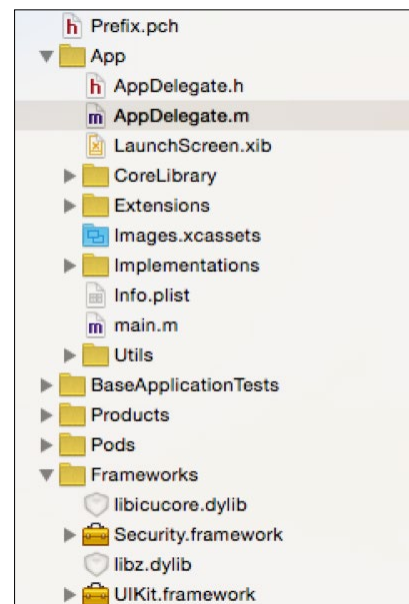 h Prefix.pch
App
h AppDelegate.h
m AppDelegate.m
LaunchScreen.xib
CoreLibrary
Extensions
Images.xcassets
Implementations
Info.plist
m main.m
Utils
BaseApplicationTests
Products
Pods
Frameworks
libicucore.dylib
Security.framework
libz.dylib
UIKit.framework